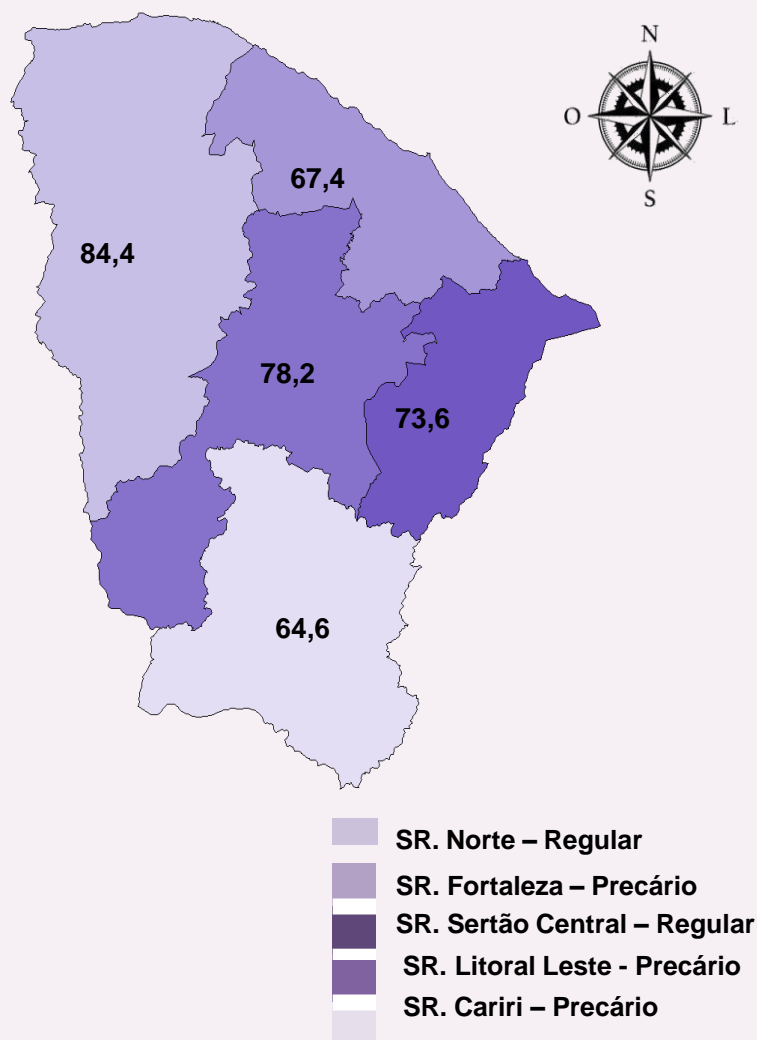 N
O
L
S
67,4
84,4
78,2
73,6
64,6
SR. Norte – Regular
SR. Fortaleza – Precário
SR. Sertão Central – Regular
SR. Litoral Leste - Precário
SR. Cariri – Precário